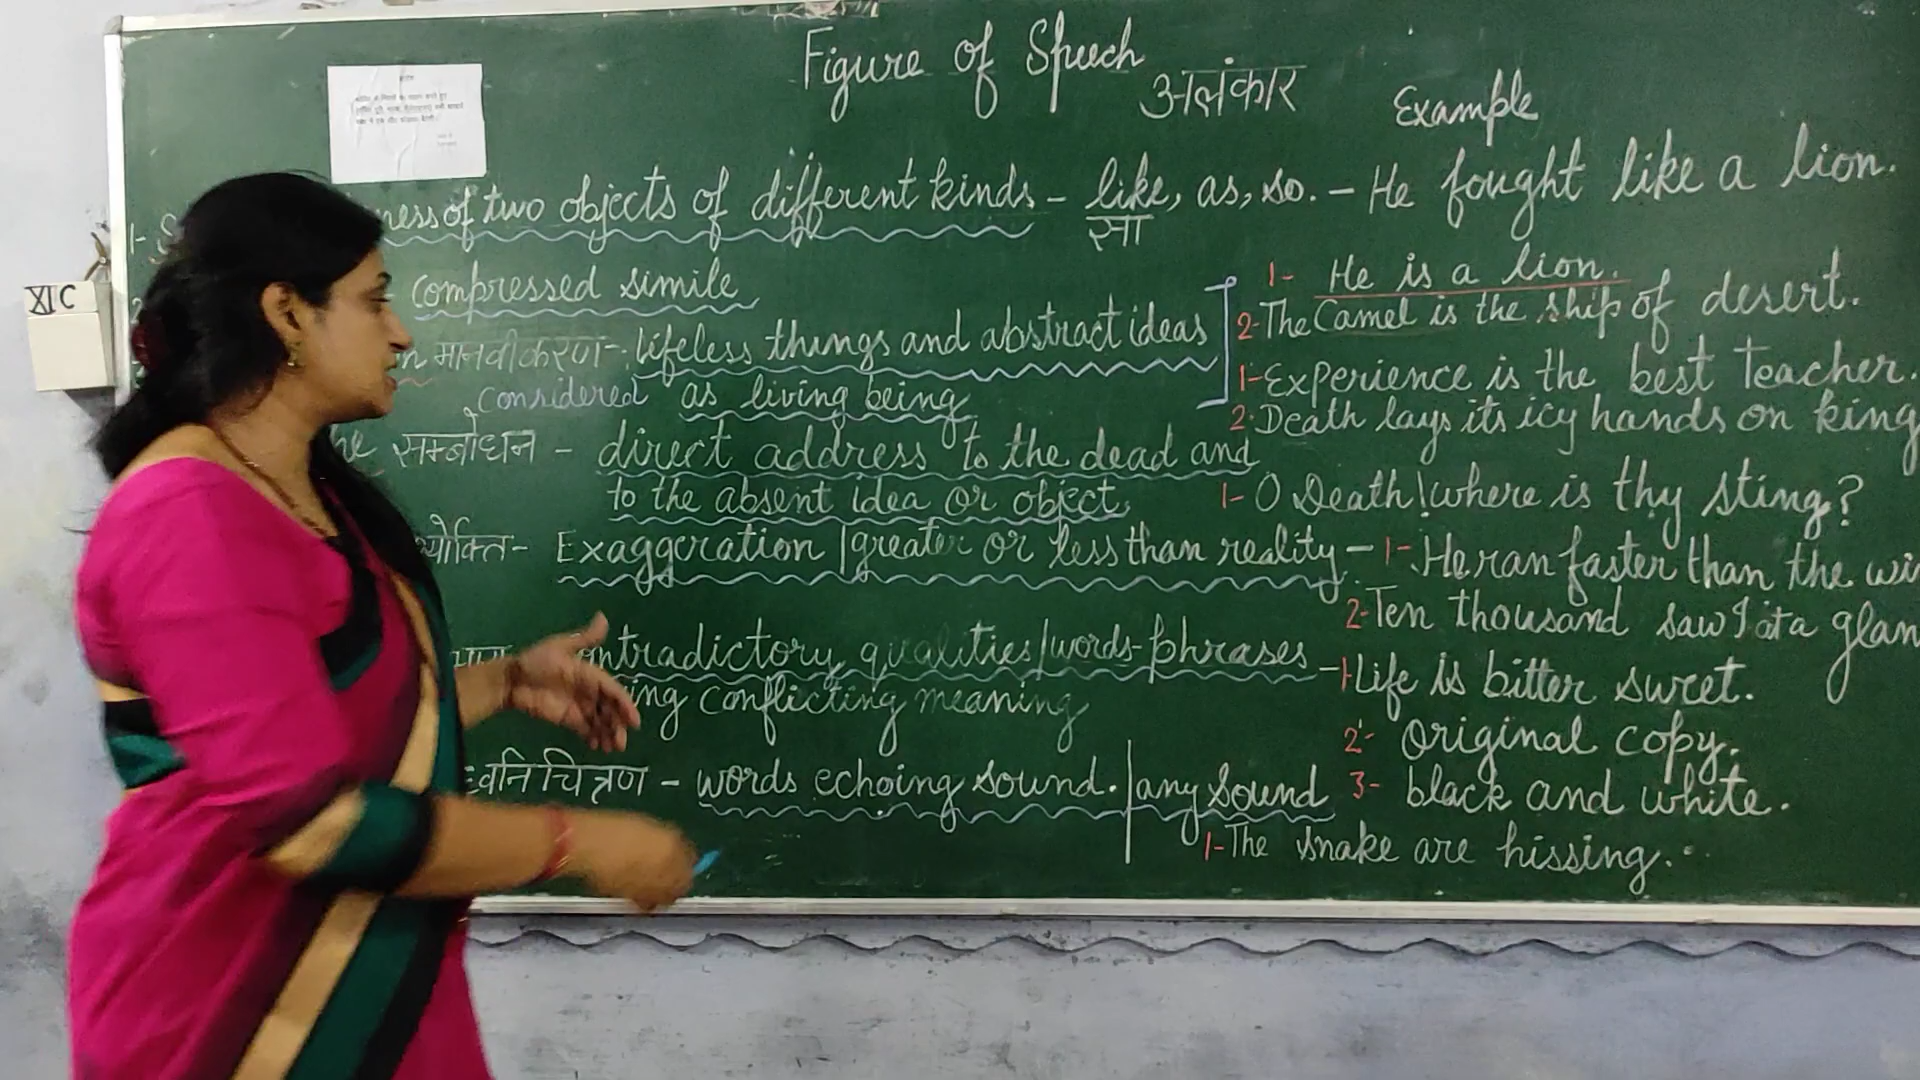 Figure of Speech
अलंकार
Example
XI C
1- S ness of two objects of different kinds - like, as, so. - He fought like a lion.
सा
compressed simile
1- He is a lion.
2- The Camel is the ship of desert.
n मानवीकरण - lifeless things and abstract ideas
considered as living being
1- Experience is the best Teacher.
2. Death lays its icy hands on king
he सम्बोधन - direct address to the dead and
to the absent idea or object.
1- O Death! where is thy sting?
योक्ति - Exaggeration | greater or less than reality - 1- He ran faster than the wi
2- Ten thousand saw I at a glan
ntradictory qualities | words - phrases - 1- Life is bitter sweet.
ing conflicting meaning
2- Original copy.
ध्वनि चित्रण - words echoing sound. | any sound
3- black and white.
1- The snake are hissing.